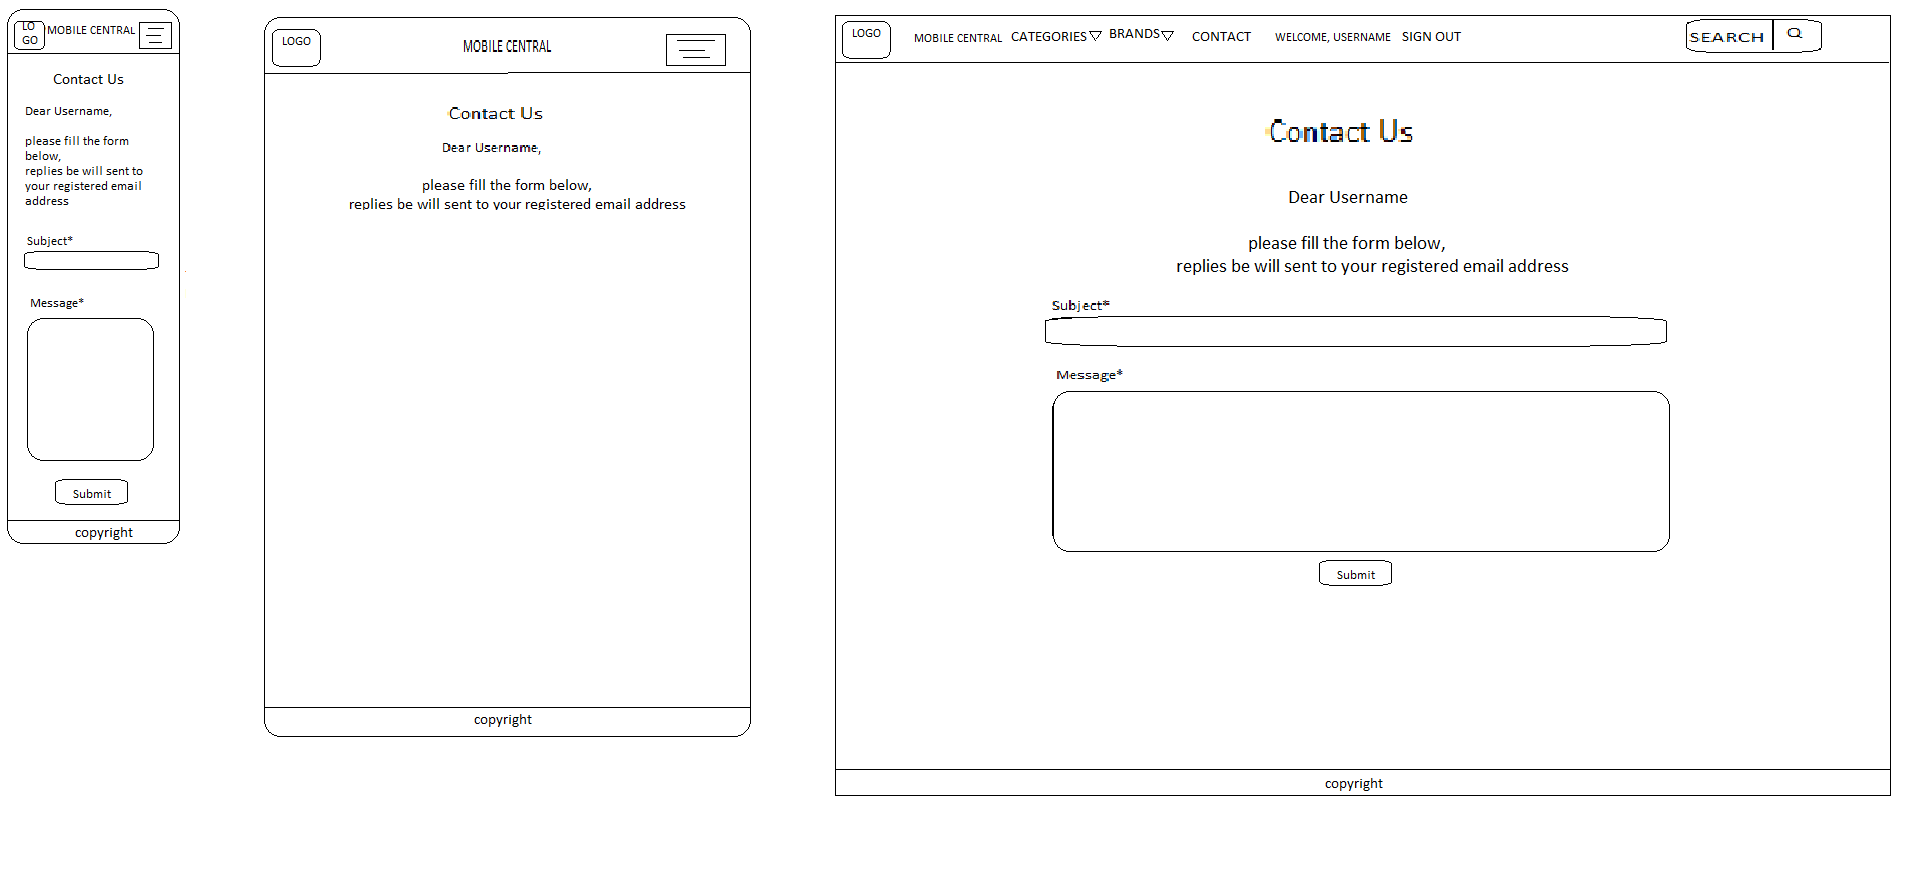 LO
GO
MOBILE CENTRAL
Contact Us
Dear Username,
please fill the form
below,
replies be will sent to
your registered email
address
Subject*
Message*
Submit
copyright
LOGO
MOBILE CENTRAL
Contact Us
Dear Username,
please fill the form below,
replies be will sent to your registered email address
copyright
LOGO
MOBILE CENTRAL CATEGORIES BRANDS CONTACT WELCOME, USERNAME SIGN OUT
SEARCH
Contact Us
Dear Username
please fill the form below,
replies be will sent to your registered email address
Subject*
Message*
Submit
copyright